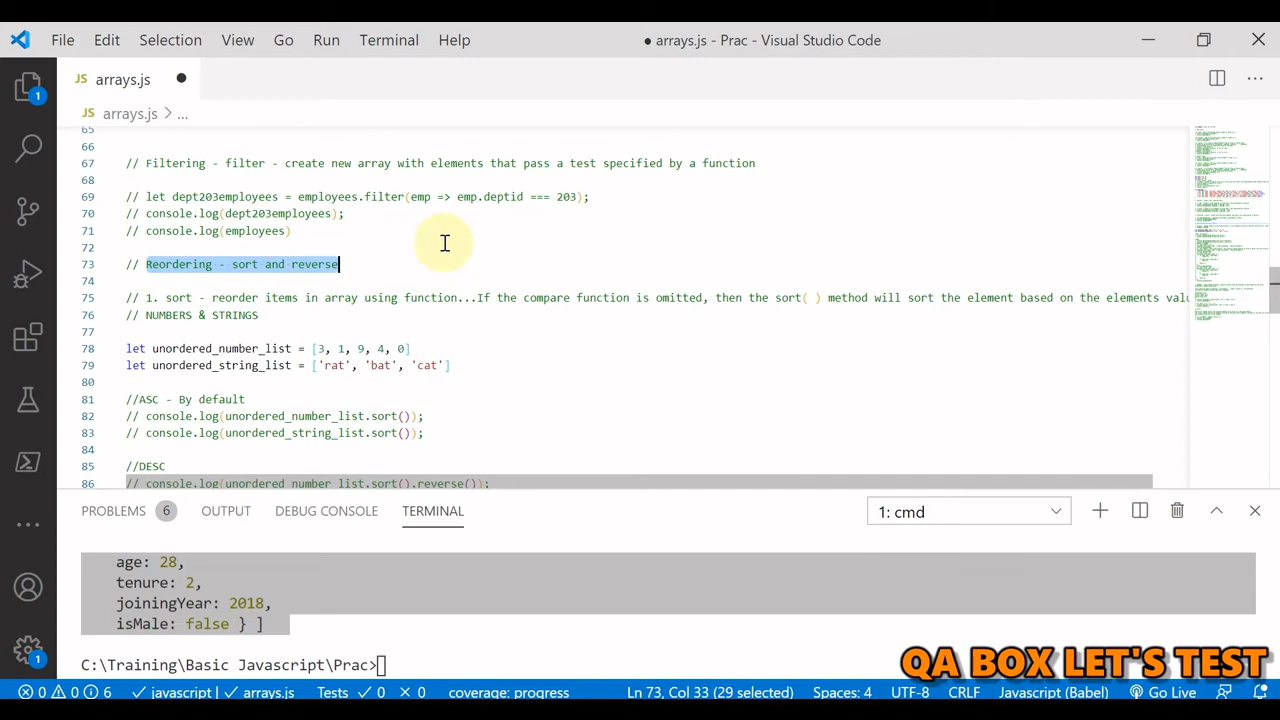 File Edit Selection View Go Run Terminal Help
● arrays.js - Prac - Visual Studio Code
JS arrays.js ●
JS arrays.js > ...
65
66
67 // Filtering - filter - create new array with elements that pass a test specified by a function
68
69 // let dept203employees = employees.filter(emp => emp.deptId === 203);
70 // console.log(dept203employees);
71 // console.log(employees)
72
73 // Reordering - sort and reverse
74
75 // 1. sort - reorder items in array using function...If the compare function is omitted, then the sort() method will sort the element based on the elements valu
76 // NUMBERS & STRINGS
78 let unordered_number_list = [3, 1, 9, 4, 0]
79 let unordered_string_list = ['rat', 'bat', 'cat']
80
81 //ASC - By default
82 // console.log(unordered_number_list.sort());
83 // console.log(unordered_string_list.sort());
84
85 //DESC
86 // console.log(unordered_number_list.sort().reverse());
PROBLEMS 6 OUTPUT DEBUG CONSOLE TERMINAL 1: cmd
age: 28,
tenure: 2,
joiningYear: 2018,
isMale: false } ]
C:\Training\Basic Javascript\Prac>
QA BOX LET'S TEST
0 0 6 javascript | arrays.js Tests 0 0 coverage: progress Ln 73, Col 33 (29 selected) Spaces: 4 UTF-8 CRLF Javascript (Babel) Go Live
1
1